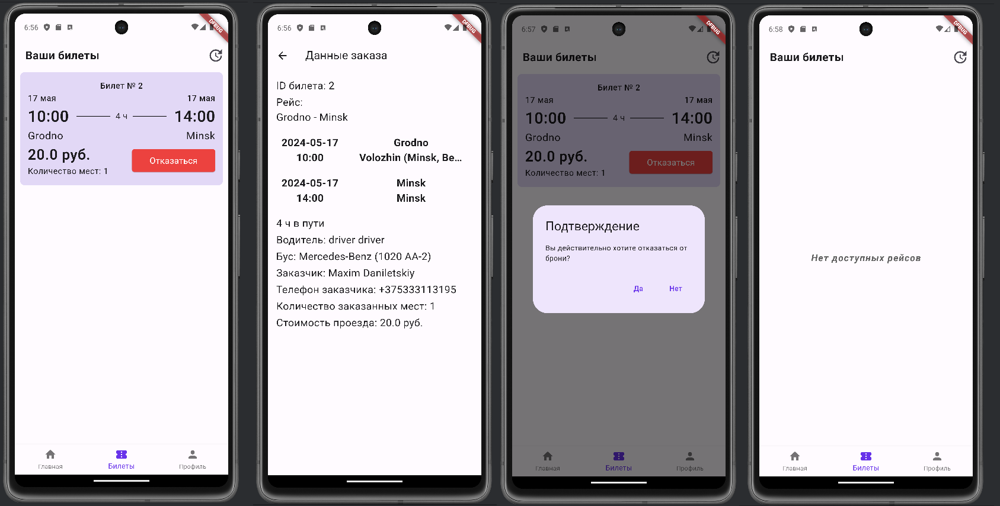 6:56
DEBUG
Ваши билеты
Билет № 2
17 мая 17 мая
10:00 4 ч 14:00
Grodno Minsk
20.0 руб.
Отказаться
Количество мест: 1
Главная Билеты Профиль
6:56
DEBUG
Данные заказа
ID билета: 2
Рейс:
Grodno - Minsk
2024-05-17 Grodno
10:00 Volozhin (Minsk, Be...
2024-05-17 Minsk
14:00 Minsk
4 ч в пути
Водитель: driver driver
Бус: Mercedes-Benz (1020 AA-2)
Заказчик: Maxim Daniletskiy
Телефон заказчика: +375333113195
Количество заказанных мест: 1
Стоимость проезда: 20.0 руб.
6:57
DEBUG
Ваши билеты
Билет № 2
17 мая 17 мая
10:00 4 ч 14:00
Grodno Minsk
20.0 руб.
Отказаться
Количество мест: 1
Подтверждение
Вы действительно хотите отказаться от
брони?
Да Нет
Главная Билеты Профиль
6:58
DEBUG
Ваши билеты
Нет доступных рейсов
Главная Билеты Профиль